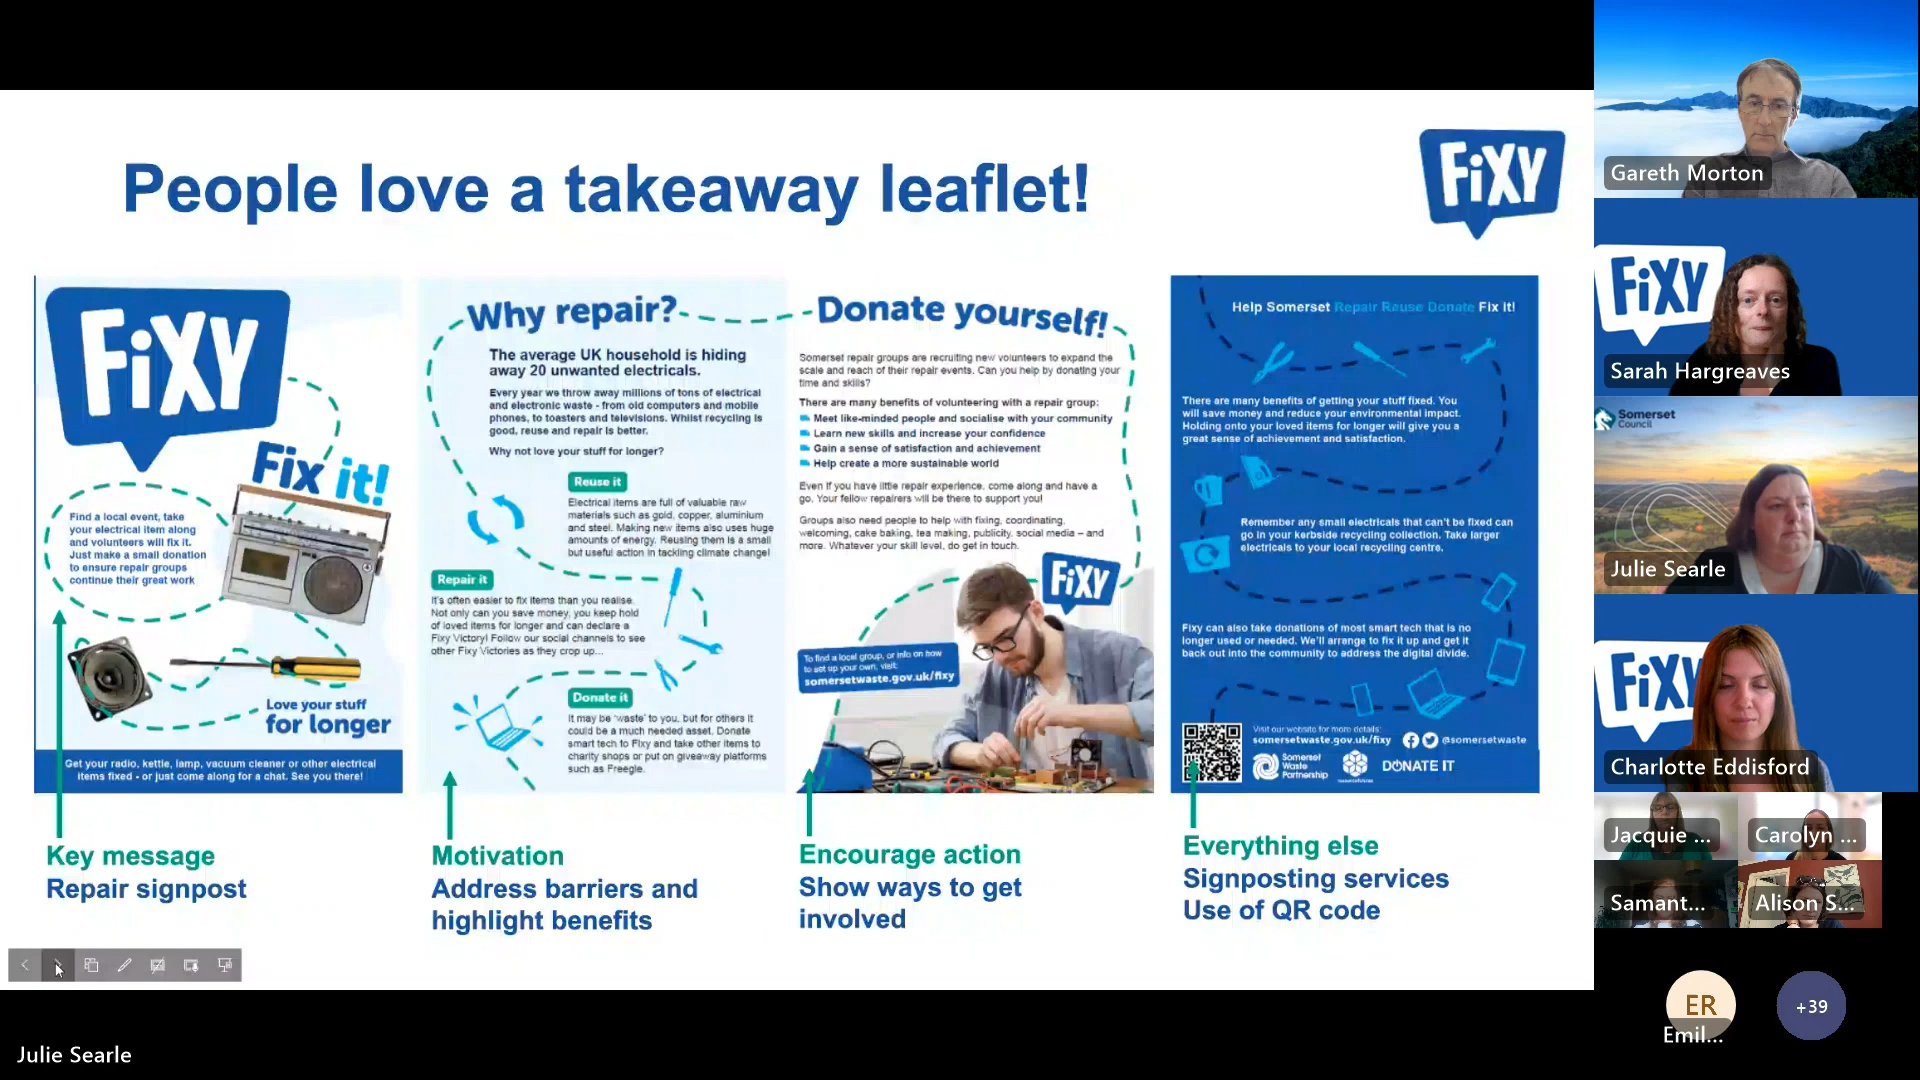 People love a takeaway leaflet!
FiXY
FiXY
Fix it!
Find a local event, take
your electrical item along
and volunteers will fix it.
Just make a small donation
to ensure repair groups
continue their great work
Love your stuff
for longer
Get your radio, kettle, lamp, vacuum cleaner or other electrical
items fixed - or just come along for a chat. See you there!
Why repair?
The average UK household is hiding
away 20 unwanted electricals.
Every year we throw away millions of tons of electrical
and electronic waste - from old computers and mobile
phones, to toasters and televisions. Whilst recycling is
good, reuse and repair is better.
Why not love your stuff for longer?
Reuse it
Electrical items are full of valuable raw
materials such as gold, copper, aluminium
and steel. Making new items also uses huge
amounts of energy. Reusing them is a small
but useful action in tackling climate change!
Repair it
It's often easier to fix items than you realise.
Not only can you save money, you keep hold
of loved items for longer and can declare a
Fixy Victory! Follow our social channels to see
other Fixy Victories as they crop up...
Donate it
It may be 'waste' to you, but for others it
could be a much needed asset. Donate
smart tech to Fixy and take other items to
charity shops or put on giveaway platforms
such as Freegle.
Donate yourself!
Somerset repair groups are recruiting new volunteers to expand the
scale and reach of their repair events. Can you help by donating your
time and skills?
There are many benefits of volunteering with a repair group:
Meet like-minded people and socialise with your community
Learn new skills and increase your confidence
Gain a sense of satisfaction and achievement
Help create a more sustainable world
Even if you have little repair experience, come along and have a
go. Your fellow repairers will be there to support you!
Groups also need people to help with fixing, coordinating,
welcoming, cake baking, tea making, publicity, social media – and
more. Whatever your skill level, do get in touch.
FiXY
To find a local group, or info on how
to set up your own, visit:
somersetwaste.gov.uk/fixy
Help Somerset Repair Reuse Donate Fix it!
There are many benefits of getting your stuff fixed. You
will save money and reduce your environmental impact.
Holding onto your loved items for longer will give you a
great sense of achievement and satisfaction.
Remember any small electricals that can't be fixed can
go in your kerbside recycling collection. Take larger
electricals to your local recycling centre.
Fixy can also take donations of most smart tech that is no
longer used or needed. We'll arrange to fix it up and get it
back out into the community to address the digital divide.
Visit our website for more details:
somersetwaste.gov.uk/fixy
@somersetwaste
Somerset
Waste
Partnership
DONATE IT
Key message
Repair signpost
Motivation
Address barriers and
highlight benefits
Encourage action
Show ways to get
involved
Everything else
Signposting services
Use of QR code
Julie Searle
Gareth Morton
FiXY
Sarah Hargreaves
Somerset
Council
Julie Searle
FiXY
Charlotte Eddisford
Jacquie ...
Carolyn ...
Samant...
Alison S...
ER
Emil...
+39